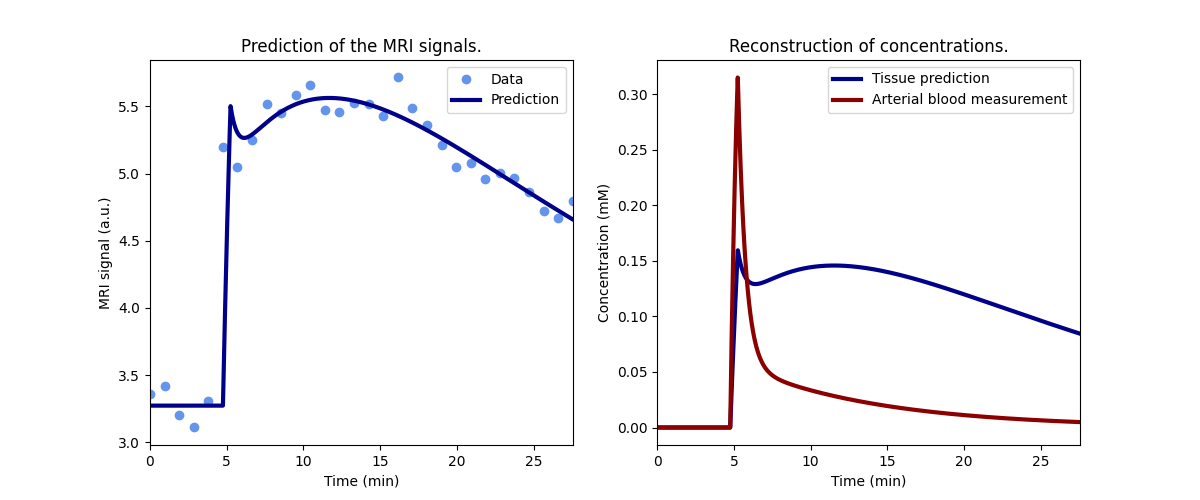 Prediction of the MRI signals.
Data
Prediction
MRI signal (a.u.)
5.5
5.0
4.5
4.0
3.5
3.0
0
5
10
15
20
25
Time (min)
Reconstruction of concentrations.
Tissue prediction
Arterial blood measurement
Concentration (mM)
0.30
0.25
0.20
0.15
0.10
0.05
0.00
0
5
10
15
20
25
Time (min)